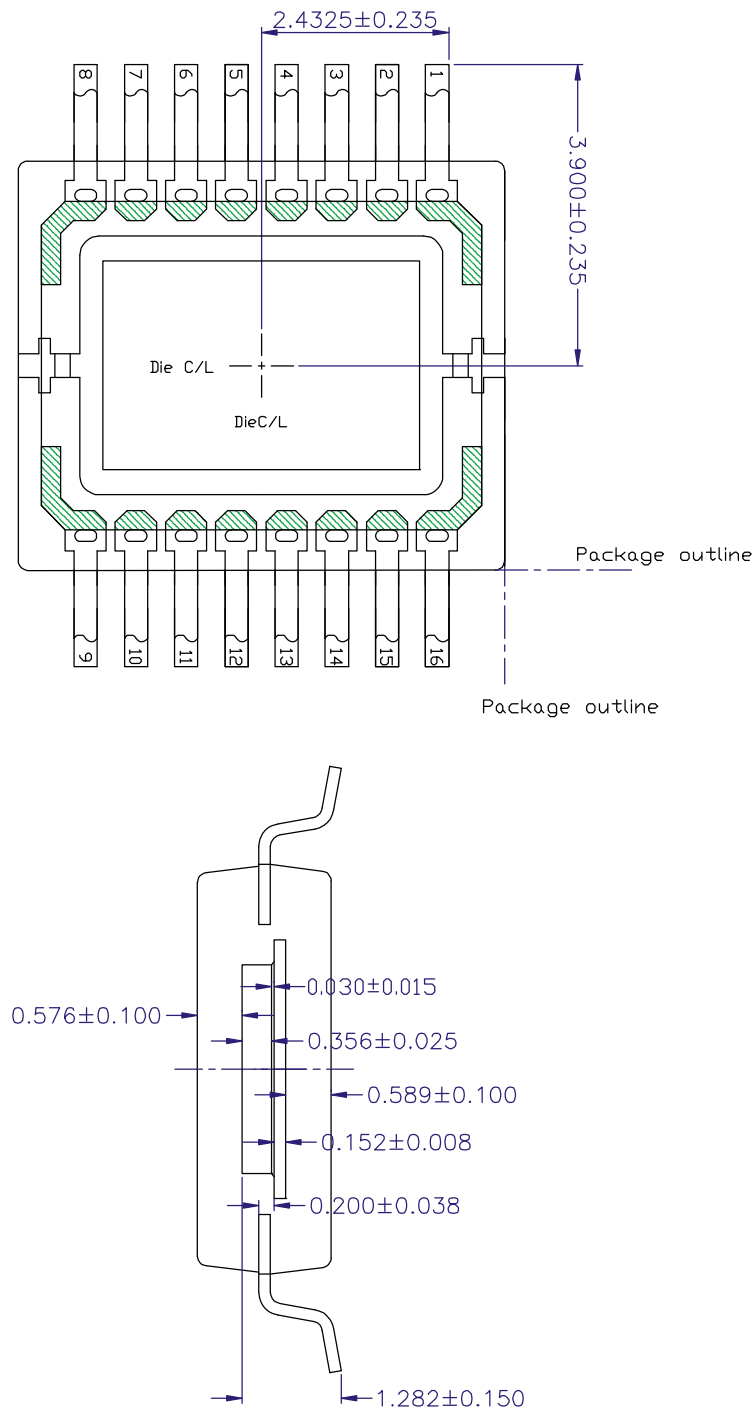 2.4325±0.235
8 7 6 5 4 3 2 1
3.900±0.235
Die C/L
DieC/L
Package outline
9 10 11 12 13 14 15 16
Package outline
0.030±0.015
0.576±0.100
0.356±0.025
0.589±0.100
0.152±0.008
0.200±0.038
1.282±0.150